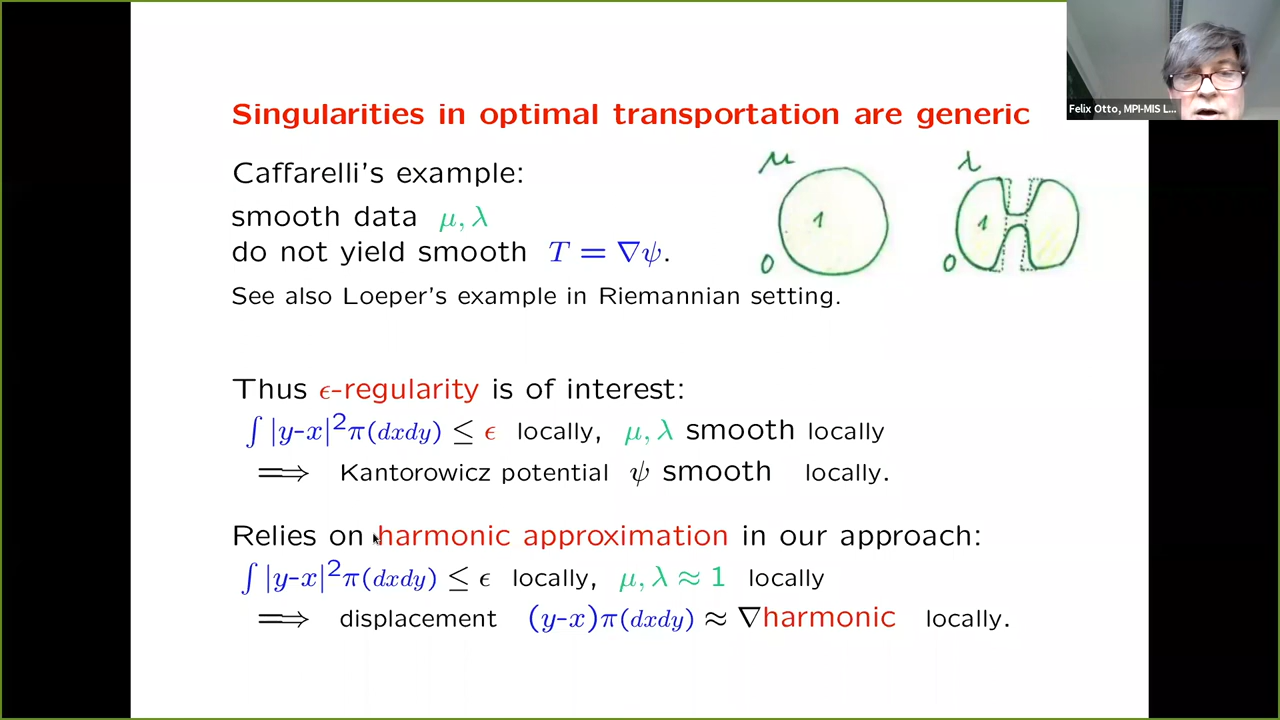 Singularities in optimal transportation are generic
Caffarelli's example:
smooth data μ, λ
do not yield smooth T = ∇ψ.
See also Loeper's example in Riemannian setting.
μ
1
0
λ
1
0
Thus ϵ-regularity is of interest:
∫ |y-x|²π(dxdy) ≤ ϵ locally, μ, λ smooth locally
⟹ Kantorowicz potential ψ smooth locally.
Relies on harmonic approximation in our approach:
∫ |y-x|²π(dxdy) ≤ ϵ locally, μ, λ ≈ 1 locally
⟹ displacement (y-x)π(dxdy) ≈ ∇harmonic locally.
Felix Otto, MPI-MIS L...